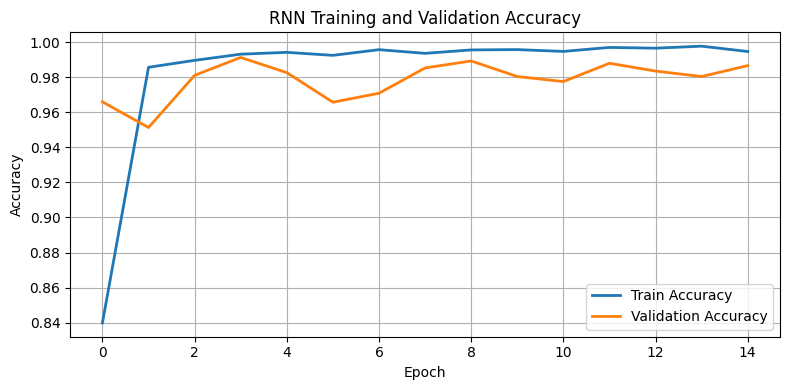 RNN Training and Validation Accuracy
Accuracy
1.00
0.98
0.96
0.94
0.92
0.90
0.88
0.86
0.84
Train Accuracy
Validation Accuracy
0 2 4 6 8 10 12 14
Epoch